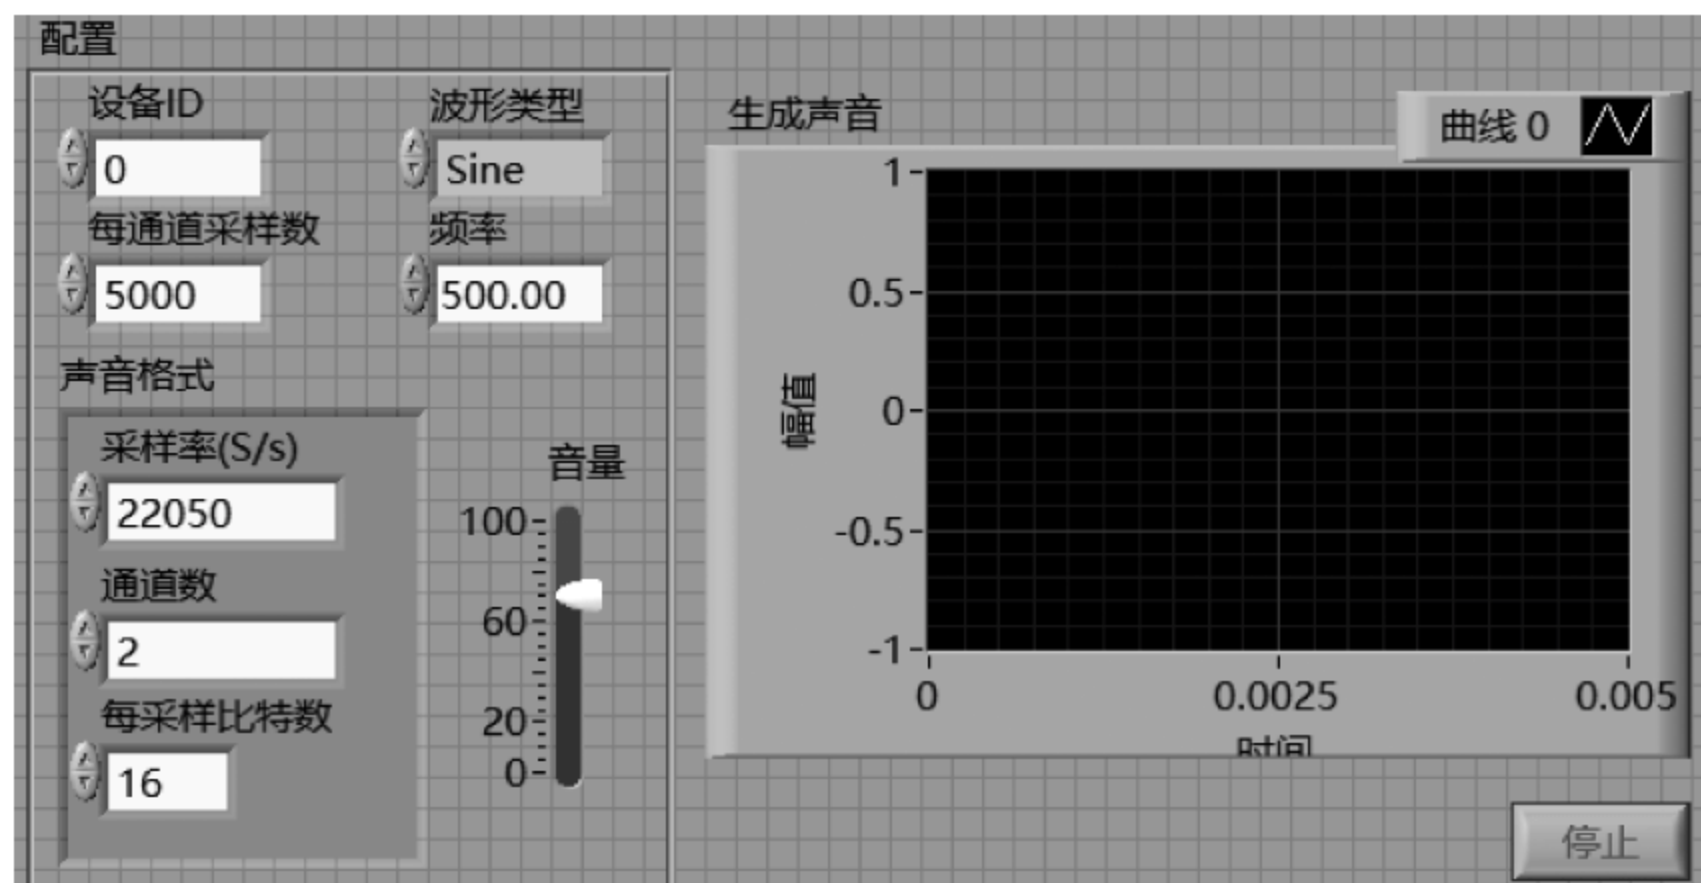 配置
设备ID
波形类型
0
Sine
每通道采样数
频率
5000
500.00
声音格式
采样率(S/s)
22050
通道数
2
每采样比特数
16
音量
100
60
20
0
生成声音
曲线 0
1
0.5
0
-0.5
-1
幅值
0
0.0025
0.005
时间
停止